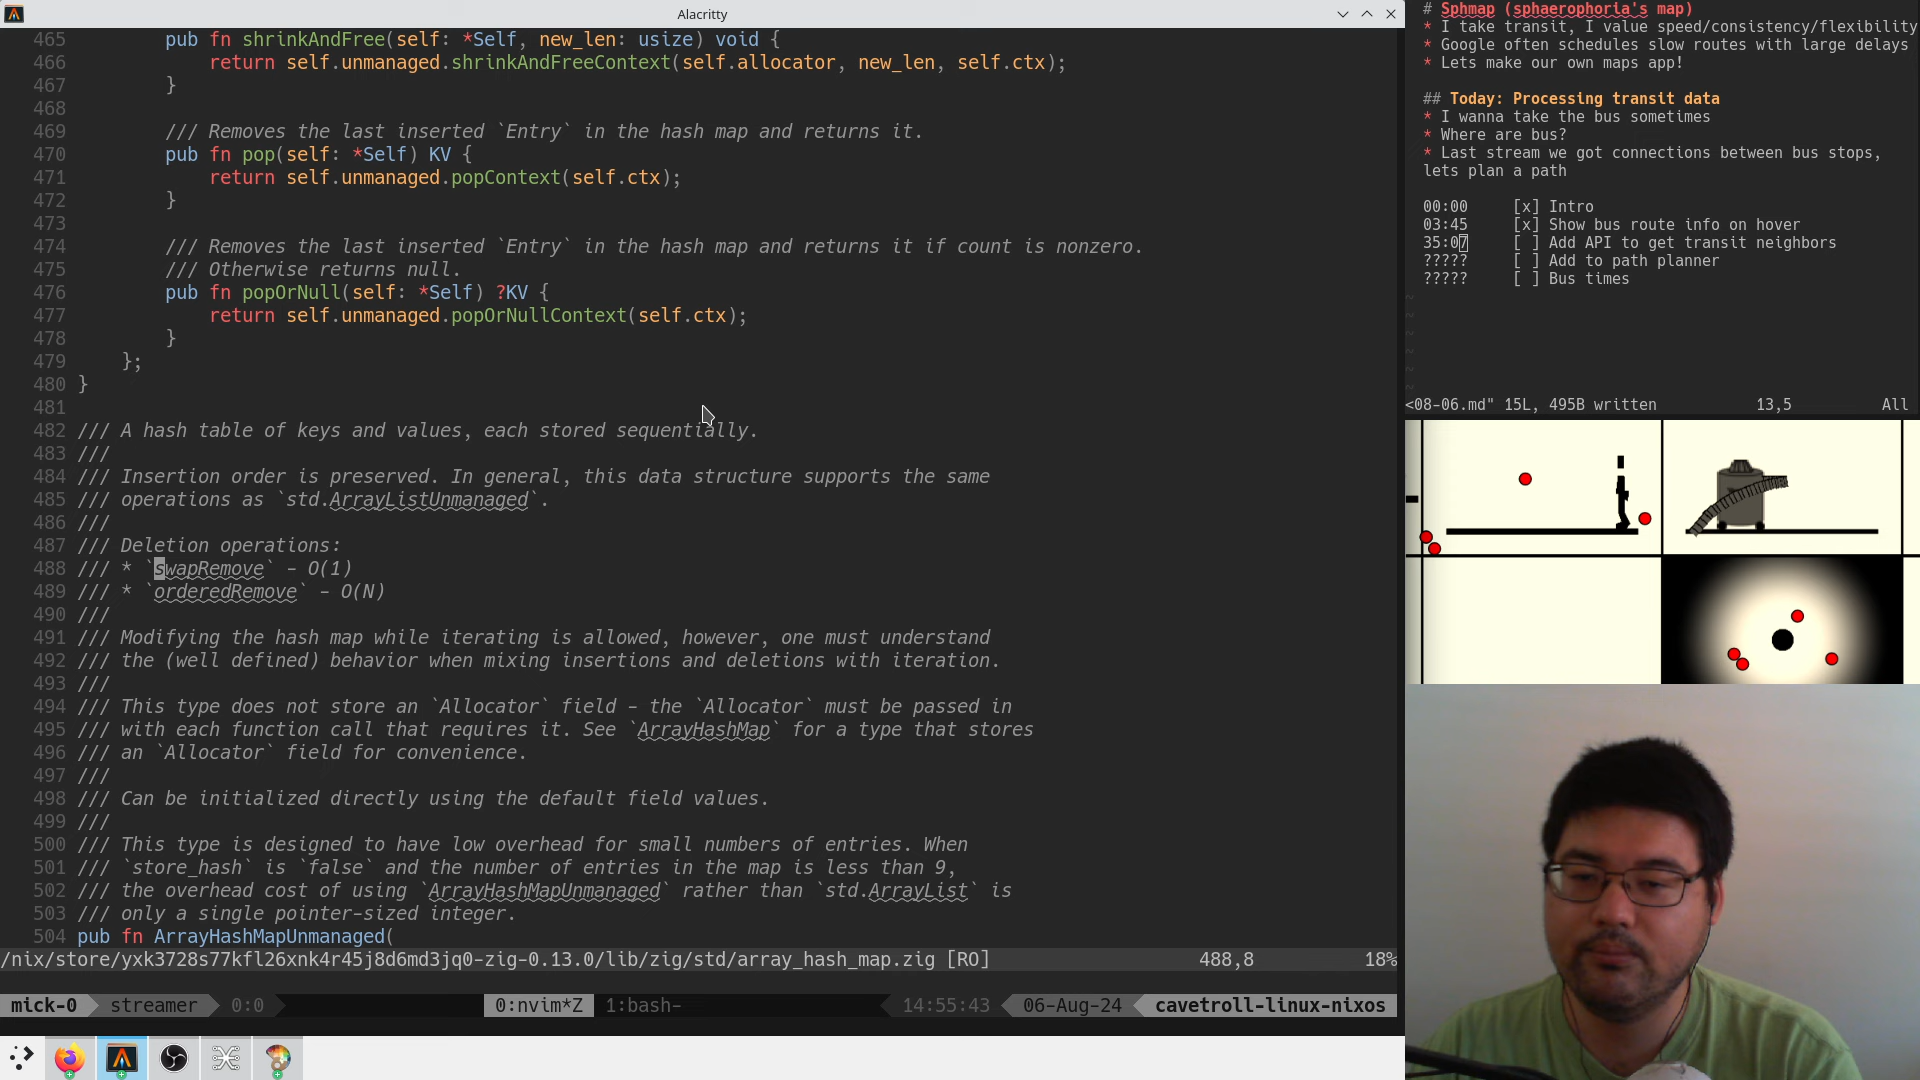 Alacritty
465 pub fn shrinkAndFree(self: *Self, new_len: usize) void {
466 return self.unmanaged.shrinkAndFreeContext(self.allocator, new_len, self.ctx);
467 }
468
469 /// Removes the last inserted `Entry` in the hash map and returns it.
470 pub fn pop(self: *Self) KV {
471 return self.unmanaged.popContext(self.ctx);
472 }
473
474 /// Removes the last inserted `Entry` in the hash map and returns it if count is nonzero.
475 /// Otherwise returns null.
476 pub fn popOrNull(self: *Self) ?KV {
477 return self.unmanaged.popOrNullContext(self.ctx);
478 }
479 };
480 }
481
482 /// A hash table of keys and values, each stored sequentially.
483 ///
484 /// Insertion order is preserved. In general, this data structure supports the same
485 /// operations as `std.ArrayListUnmanaged`.
486 ///
487 /// Deletion operations:
488 /// * `swapRemove` - O(1)
489 /// * `orderedRemove` - O(N)
490 ///
491 /// Modifying the hash map while iterating is allowed, however, one must understand
492 /// the (well defined) behavior when mixing insertions and deletions with iteration.
493 ///
494 /// This type does not store an `Allocator` field - the `Allocator` must be passed in
495 /// with each function call that requires it. See `ArrayHashMap` for a type that stores
496 /// an `Allocator` field for convenience.
497 ///
498 /// Can be initialized directly using the default field values.
499 ///
500 /// This type is designed to have low overhead for small numbers of entries. When
501 /// `store_hash` is `false` and the number of entries in the map is less than 9,
502 /// the overhead cost of using `ArrayHashMapUnmanaged` rather than `std.ArrayList` is
503 /// only a single pointer-sized integer.
504 pub fn ArrayHashMapUnmanaged(
/nix/store/yxk3728s77kfl26xnk4r45j8d6md3jq0-zig-0.13.0/lib/zig/std/array_hash_map.zig [RO] 488,8 18%
mick-0 streamer 0:0 0:nvim*Z 1:bash- 14:55:43 06-Aug-24 cavetroll-linux-nixos
# Sphmap (sphaerophoria's map)
* I take transit, I value speed/consistency/flexibility
* Google often schedules slow routes with large delays
* Lets make our own maps app!
## Today: Processing transit data
* I wanna take the bus sometimes
* Where are bus?
* Last stream we got connections between bus stops,
lets plan a path
00:00 [x] Intro
03:45 [x] Show bus route info on hover
35:07 [ ] Add API to get transit neighbors
????? [ ] Add to path planner
????? [ ] Bus times
~
~
~
~
~
~
<08-06.md" 15L, 495B written 13,5 All